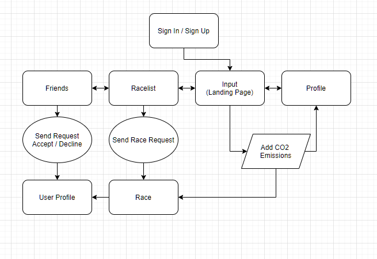 Sign In / Sign Up
Friends
Racelist
Input
(Landing Page)
Profile
Send Request
Accept / Decline
Send Race Request
Add CO2
Emissions
User Profile
Race